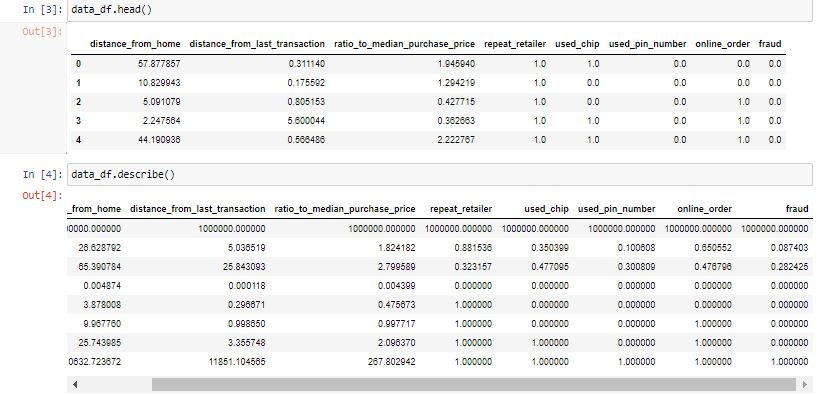 In [3]: data_df.head()
Out[3]:
distance_from_home distance_from_last_transaction ratio_to_median_purchase_price repeat_retailer used_chip used_pin_number online_order fraud
0 57.877857 0.311140 1.945940 1.0 1.0 0.0 0.0 0.0
1 10.829943 0.175592 1.294219 1.0 0.0 0.0 0.0 0.0
2 5.091079 0.805153 0.427715 1.0 0.0 0.0 1.0 0.0
3 2.247564 5.600044 0.362663 1.0 1.0 0.0 1.0 0.0
4 44.190936 0.566486 2.222767 1.0 1.0 0.0 1.0 0.0
In [4]: data_df.describe()
Out[4]:
_from_home distance_from_last_transaction ratio_to_median_purchase_price repeat_retailer used_chip used_pin_number online_order fraud
0000.000000 1000000.000000 1000000.000000 1000000.000000 1000000.000000 1000000.000000 1000000.000000 1000000.000000
26.628792 5.036519 1.824182 0.881536 0.350399 0.100608 0.650552 0.087403
65.390784 25.843093 2.799589 0.323157 0.477095 0.300809 0.476796 0.282425
0.004874 0.000118 0.004399 0.000000 0.000000 0.000000 0.000000 0.000000
3.878008 0.296671 0.475673 1.000000 0.000000 0.000000 0.000000 0.000000
9.967760 0.998650 0.997717 1.000000 0.000000 0.000000 1.000000 0.000000
25.743985 3.355748 2.096370 1.000000 1.000000 0.000000 1.000000 0.000000
0632.723672 11851.104565 267.802942 1.000000 1.000000 1.000000 1.000000 1.000000